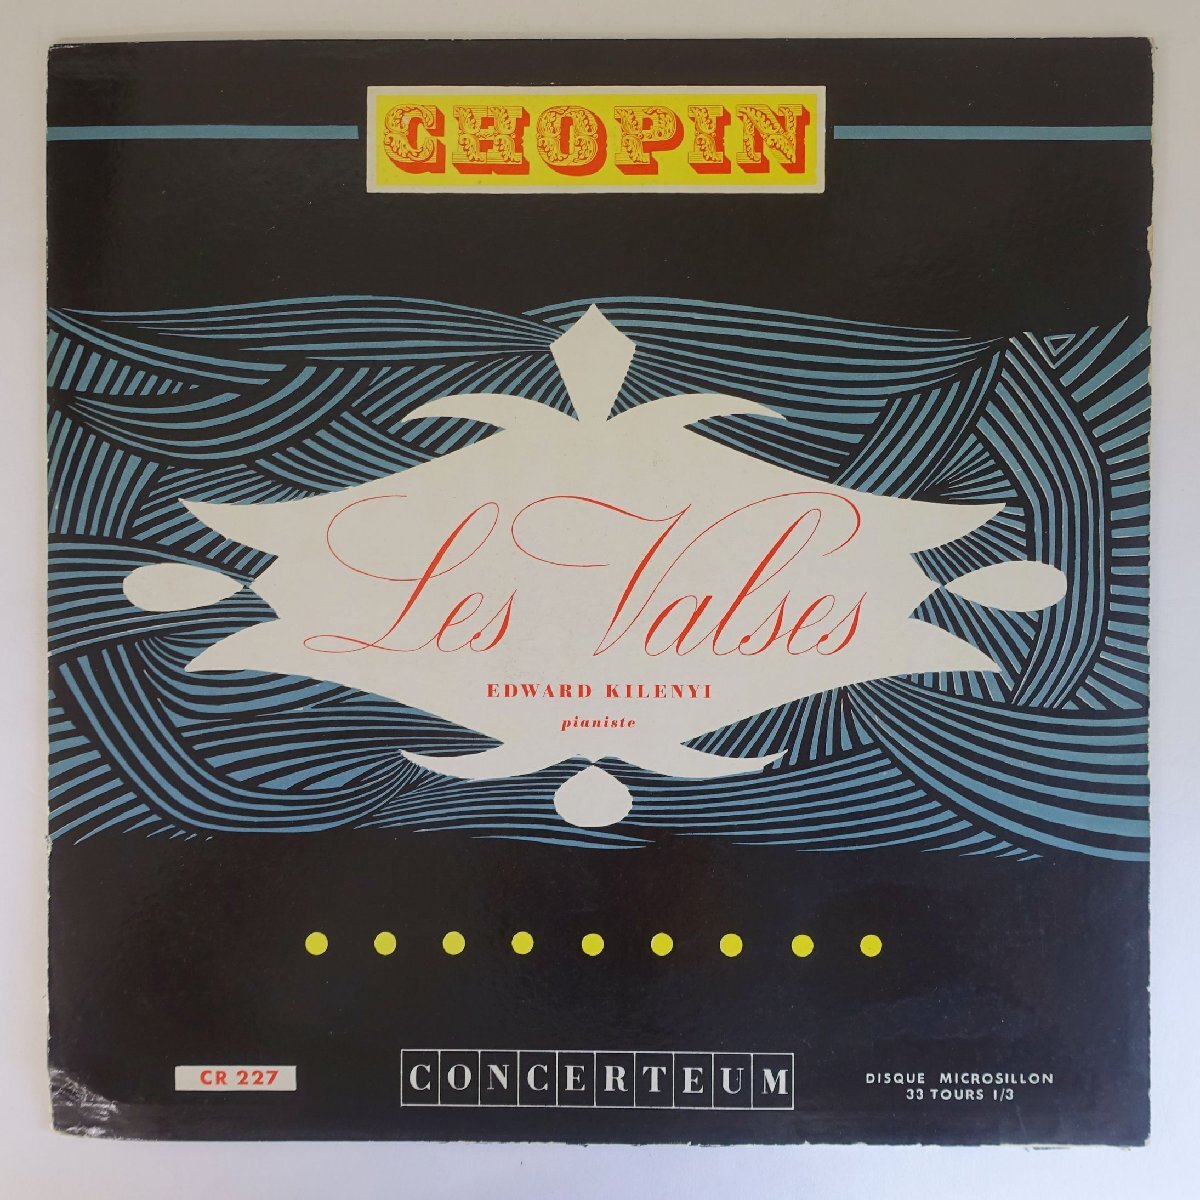 CHOPIN
Les Valses
EDWARD KILENYI
pianiste
CR 227
CONCERTEUM
DISQUE MICROSILLON
33 TOURS 1/3